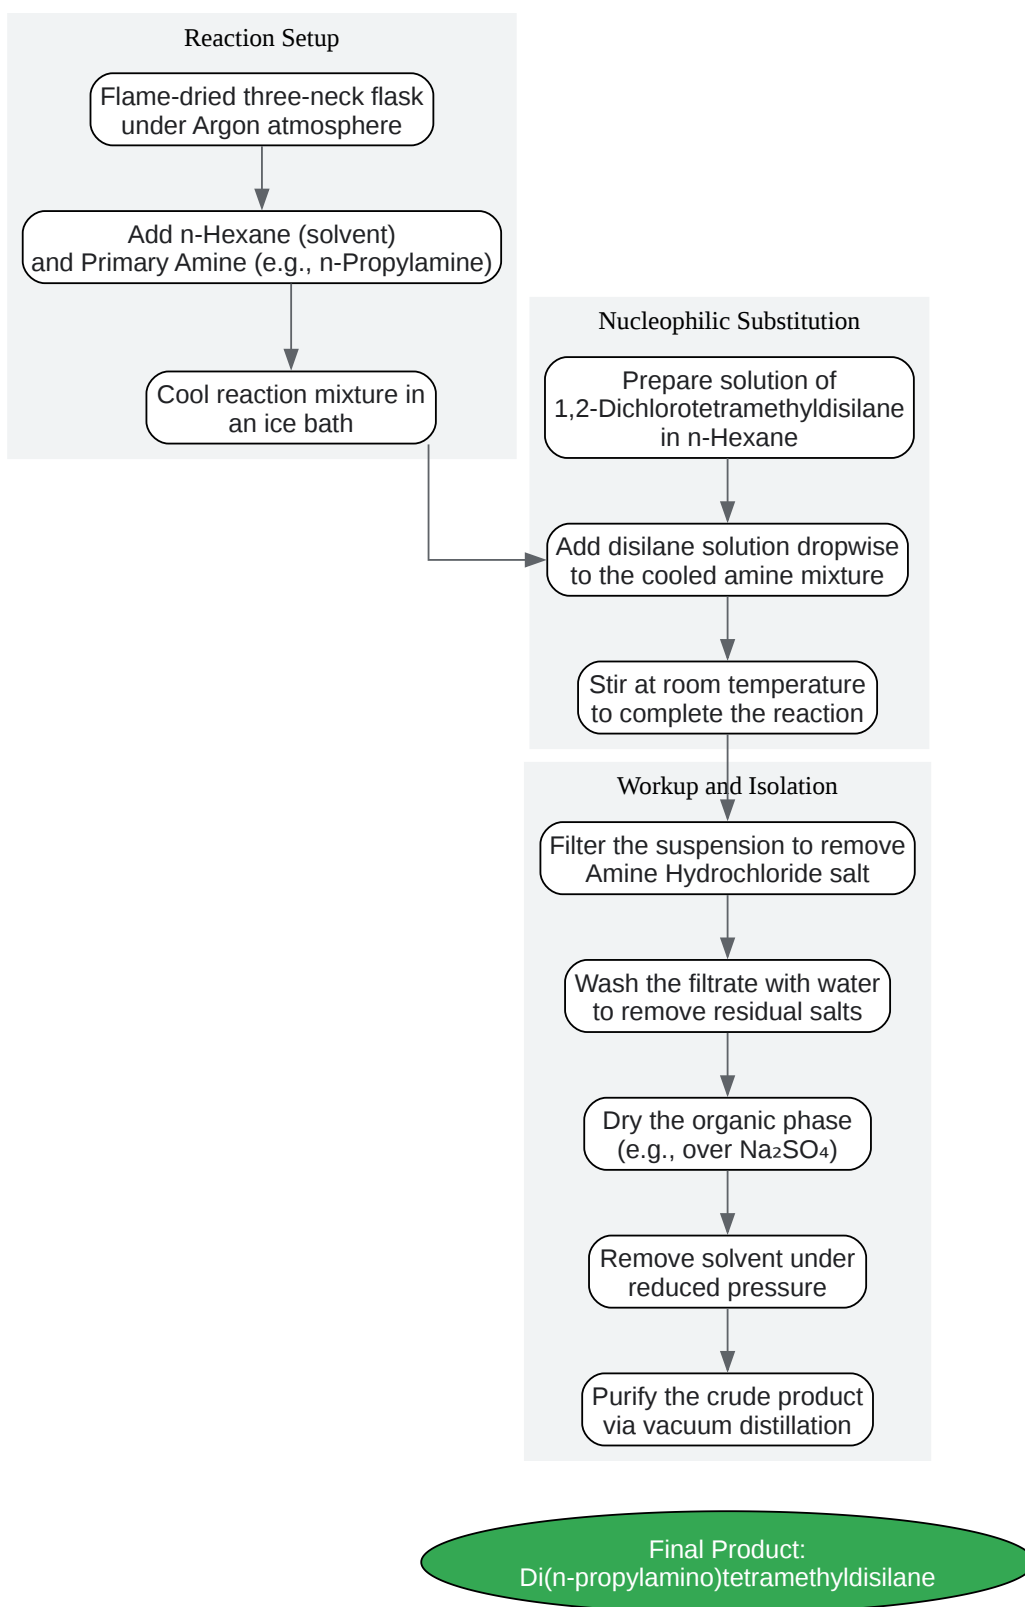 Reaction Setup
Flame-dried three-neck flask
under Argon atmosphere
Add n-Hexane (solvent)
and Primary Amine (e.g., n-Propylamine)
Cool reaction mixture in
an ice bath
Nucleophilic Substitution
Prepare solution of
1,2-Dichlorotetramethyldisilane
in n-Hexane
Add disilane solution dropwise
to the cooled amine mixture
Stir at room temperature
to complete the reaction
Workup and Isolation
Filter the suspension to remove
Amine Hydrochloride salt
Wash the filtrate with water
to remove residual salts
Dry the organic phase
(e.g., over Na₂SO₄)
Remove solvent under
reduced pressure
Purify the crude product
via vacuum distillation
Final Product:
Di(n-propylamino)tetramethyldisilane